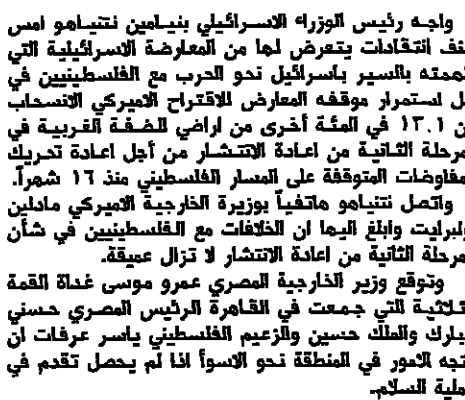 واجه رئيس الوزراء الاسرائيلي بنيامين نتنياهو امس
نف انتقادات يتعرض لها من المعارضة الاسرائيلية التي
همته بالسير باسرائيل نحو الحرب مع الفلسطينيين في
ل استمرار موقفه المعارض للاقتراح الاميركي الانسحاب
ن ١٣.١ في المئة أخرى من اراضي الضفة الغربية في
مرحلة الثانية من اعادة الانتشار من أجل اعادة تحريك
مفاوضات المتوقفة على المسار الفلسطيني منذ ١٦ شهراً.
واتصل نتنياهو هاتفياً بوزيرة الخارجية الاميركي مادلين
ولبرايت وابلغ اليها ان الخلافات مع الفلسطينيين في شأن
مرحلة الثانية من اعادة الانتشار لا تزال عميقة.
وتوقع وزير الخارجية المصري عمرو موسى غداة القمة
ثلاثية التي جمعت في القاهرة الرئيس المصري حسني
بارك والملك حسين والزعيم الفلسطيني ياسر عرفات ان
تجه الامور في المنطقة نحو الاسوأ اذا لم يحصل تقدم في
ملية السلام.